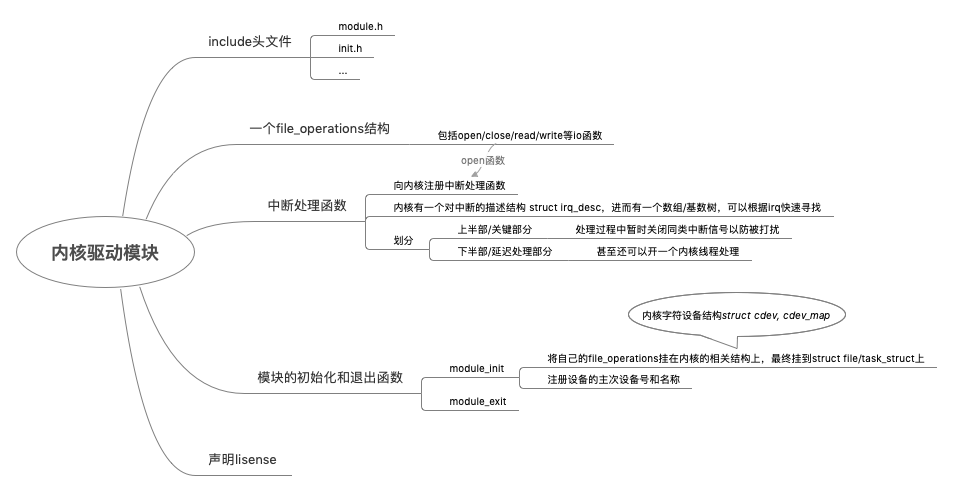 内核驱动模块
include头文件
module.h
init.h
...
一个file_operations结构
包括open/close/read/write等io函数
open函数
中断处理函数
向内核注册中断处理函数
内核有一个对中断的描述结构 struct irq_desc，进而有一个数组/基数树，可以根据irq快速寻找
划分
上半部/关键部分
处理过程中暂时关闭同类中断信号以防被打扰
下半部/延迟处理部分
甚至还可以开一个内核线程处理
模块的初始化和退出函数
module_init
内核字符设备结构struct cdev, cdev_map
将自己的file_operations挂在内核的相关结构上，最终挂到struct file/task_struct上
注册设备的主次设备号和名称
module_exit
声明lisense